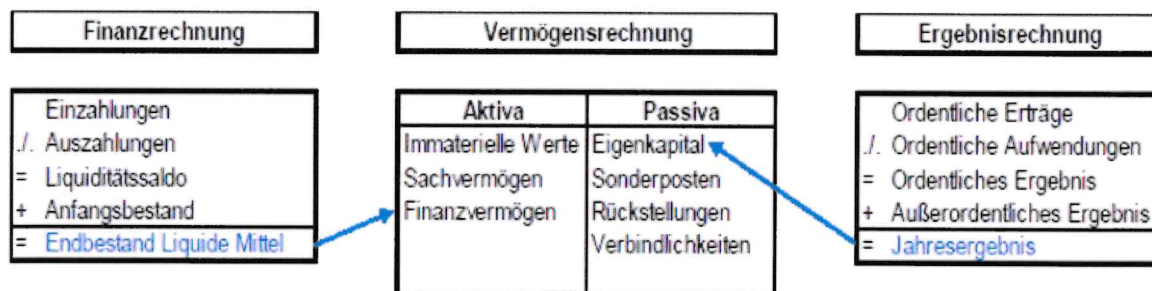 Finanzrechnung
Einzahlungen
./. Auszahlungen
= Liquiditätssaldo
+ Anfangsbestand
= Endbestand Liquide Mittel
Vermögensrechnung
Aktiva Passiva
Immaterielle Werte Eigenkapital
Sachvermögen Sonderposten
Finanzvermögen Rückstellungen
Verbindlichkeiten
Ergebnisrechnung
Ordentliche Erträge
./. Ordentliche Aufwendungen
= Ordentliches Ergebnis
+ Außerordentliches Ergebnis
= Jahresergebnis